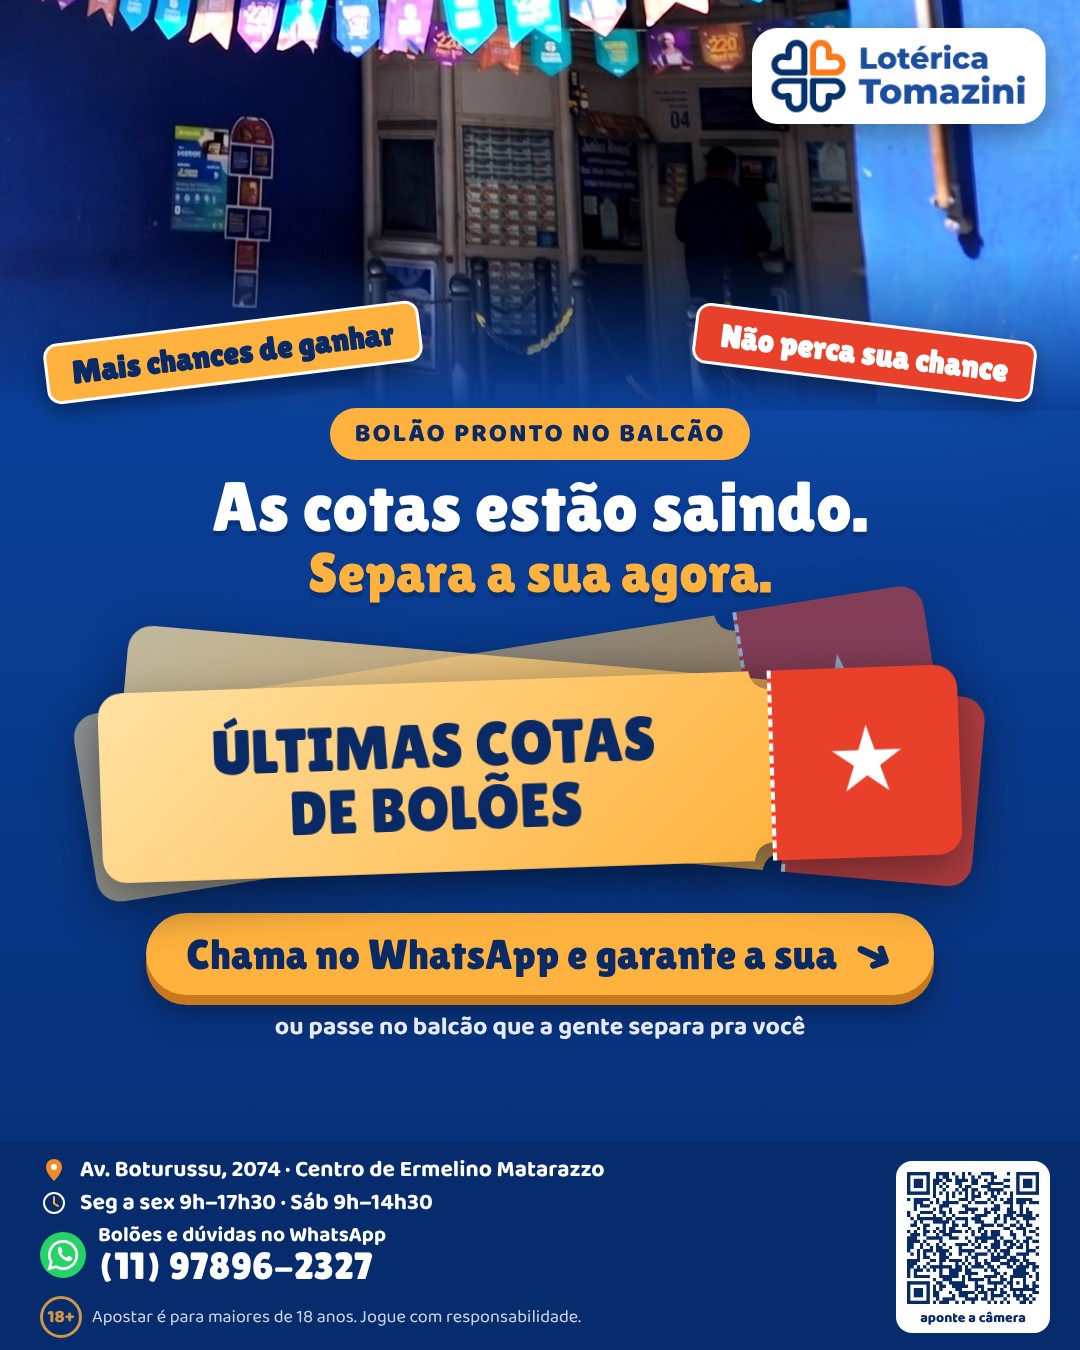 Lotérica
Tomazini
04
Mais chances de ganhar
Não perca sua chance
BOLÃO PRONTO NO BALCÃO
As cotas estão saindo.
Separa a sua agora.
ÚLTIMAS COTAS
DE BOLÕES
Chama no WhatsApp e garante a sua
ou passe no balcão que a gente separa pra você
Av. Boturussu, 2074 · Centro de Ermelino Matarazzo
Seg a sex 9h–17h30 · Sáb 9h–14h30
Bolões e dúvidas no WhatsApp
(11) 97896–2327
18+ Apostar é para maiores de 18 anos. Jogue com responsabilidade.
aponte a câmera